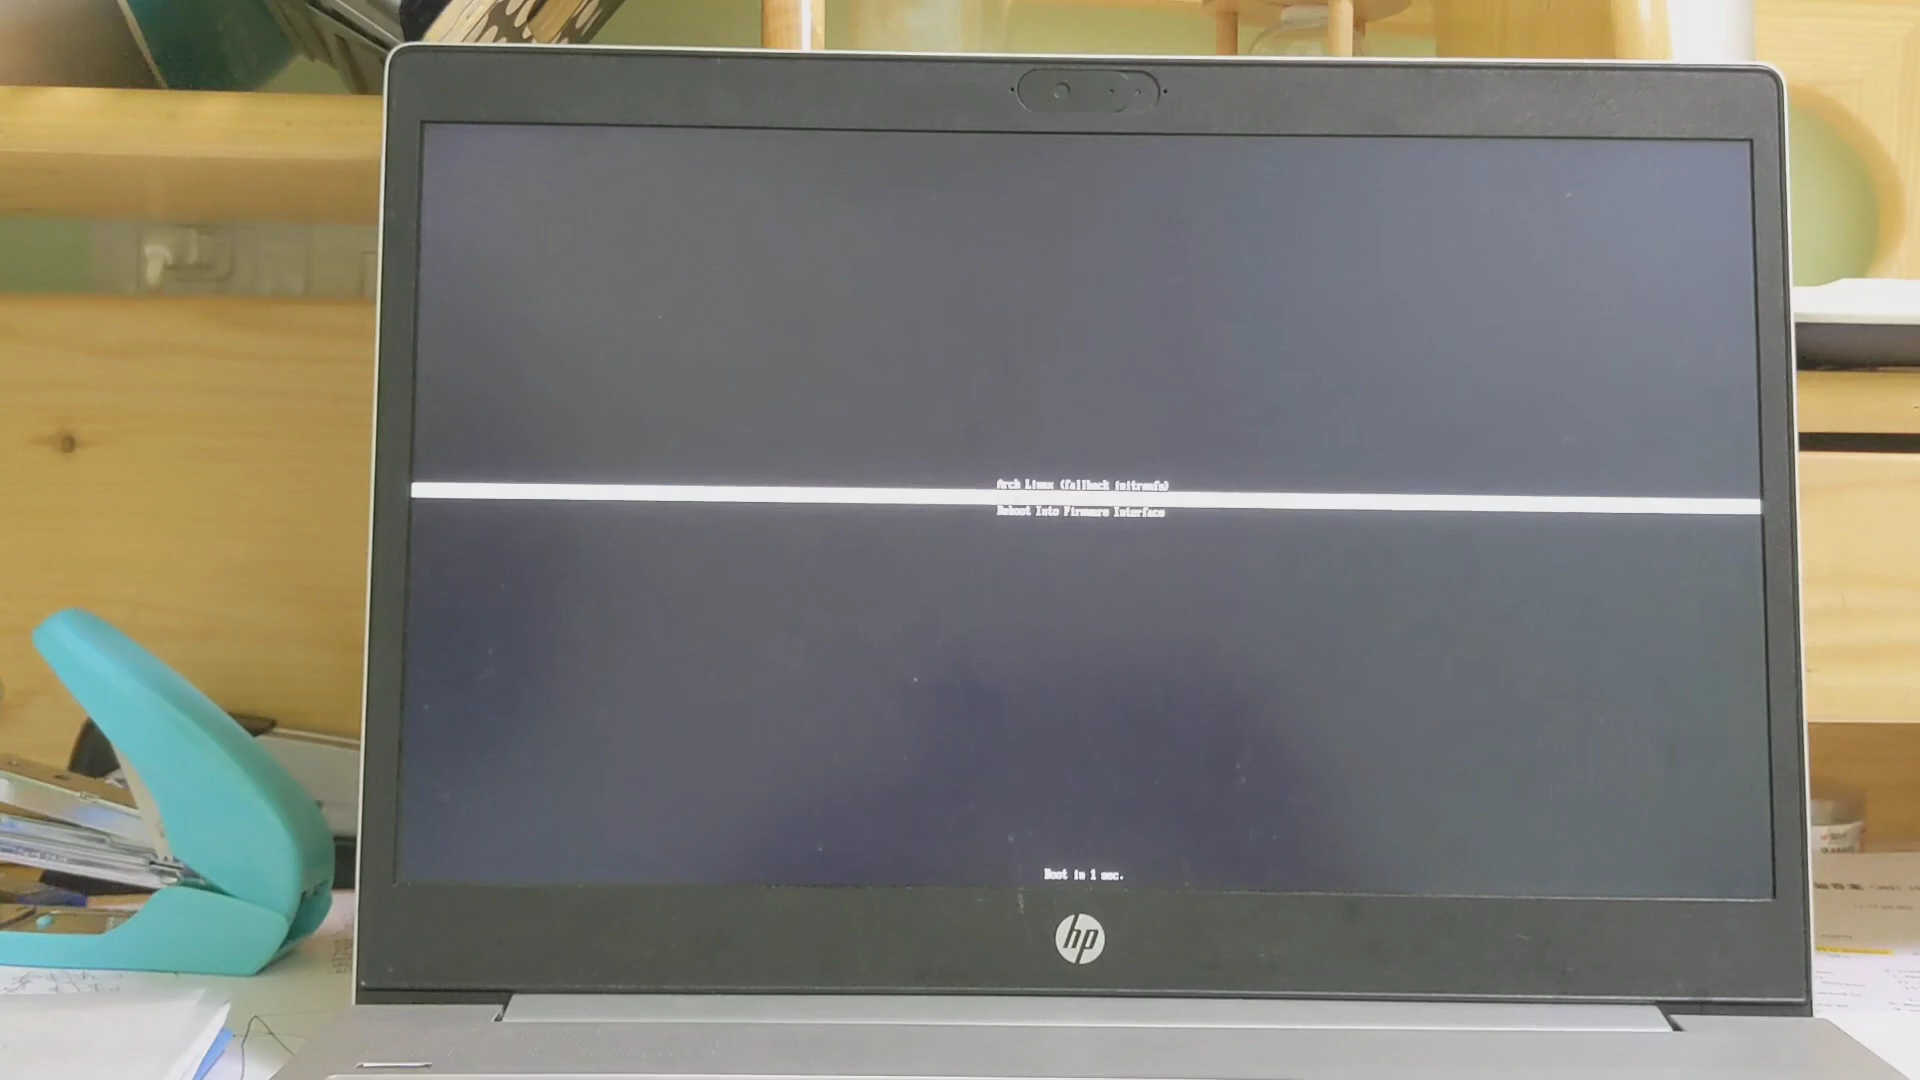 Arch Linux (fallback initramfs)
Reboot Into Firmware Interface
Boot in 1 sec.
hp